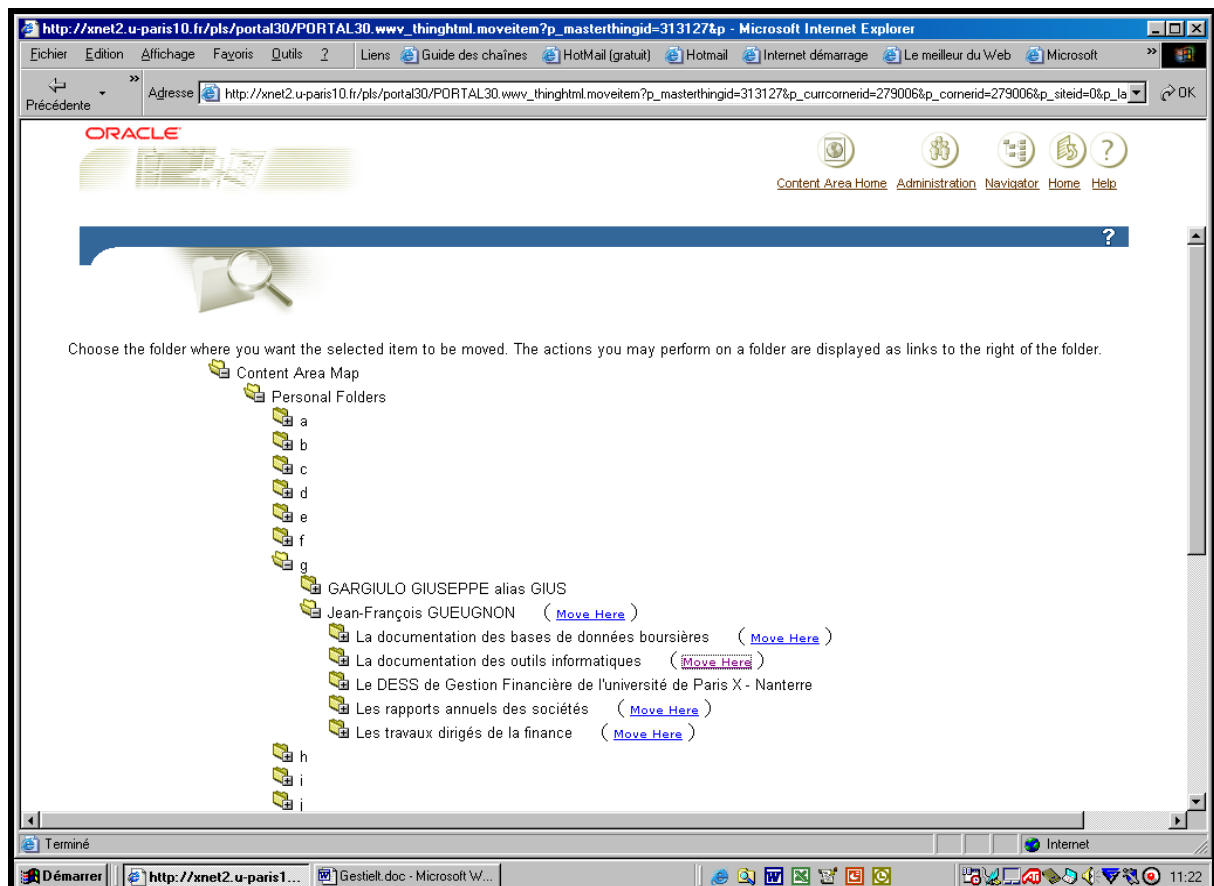 http://xnet2.u-paris10.fr/pls/portal30/PORTAL30.wwv_thinghtml.moveitem?p_masterthingid=313127&p - Microsoft Internet Explorer
Fichier Edition Affichage Favoris Outils ? Liens Guide des chaînes HotMail (gratuit) Hotmail Internet démarrage Le meilleur du Web Microsoft »
Précédente » Adresse http://xnet2.u-paris10.fr/pls/portal30/PORTAL30.wwv_thinghtml.moveitem?p_masterthingid=313127&p_currcornerid=279006&p_cornerid=279006&p_siteid=0&p_la OK
ORACLE
Content Area Home Administration Navigator Home Help
?
Choose the folder where you want the selected item to be moved. The actions you may perform on a folder are displayed as links to the right of the folder.
Content Area Map
Personal Folders
a
b
c
d
e
f
g
GARGIULO GIUSEPPE alias GIUS
Jean-François GUEUGNON ( Move Here )
La documentation des bases de données boursières ( Move Here )
La documentation des outils informatiques ( Move Here )
Le DESS de Gestion Financière de l'université de Paris X - Nanterre
Les rapports annuels des sociétés ( Move Here )
Les travaux dirigés de la finance ( Move Here )
h
i
j
Terminé Internet
Démarrer http://xnet2.u-paris1... Gestielt.doc - Microsoft W... 11:22